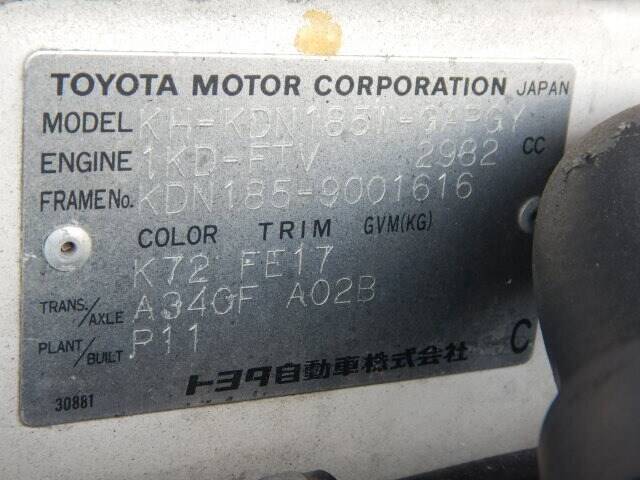 TOYOTA MOTOR CORPORATION JAPAN
MODEL KH-KDN185W-GAPGY
ENGINE 1KD-FTV 2982 CC
FRAME No. KDN185-9001616
COLOR TRIM GVM(KG)
K72 FE17
TRANS./AXLE A340F A02B
PLANT/BUILT P11
トヨタ自動車株式会社 C
30881